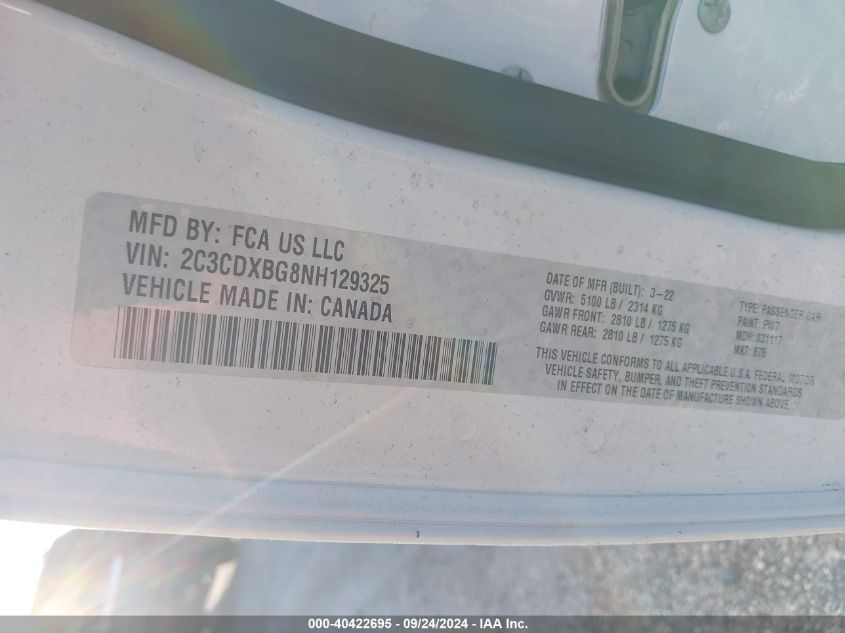 MFD BY: FCA US LLC
VIN: 2C3CDXBG8NH129325
VEHICLE MADE IN: CANADA
DATE OF MFR (BUILT): 3-22
GVWR: 5100 LB / 2314 KG
GAWR FRONT: 2810 LB / 1275 KG
GAWR REAR: 2810 LB / 1275 KG
TYPE: PASSENGER CAR
PAINT: PW7
MDH: 031117
MKT: 875
THIS VEHICLE CONFORMS TO ALL APPLICABLE U.S.A. FEDERAL MOTOR
VEHICLE SAFETY, BUMPER, AND THEFT PREVENTION STANDARDS
IN EFFECT ON THE DATE OF MANUFACTURE SHOWN ABOVE.
000-40422695 - 09/24/2024 - IAA Inc.